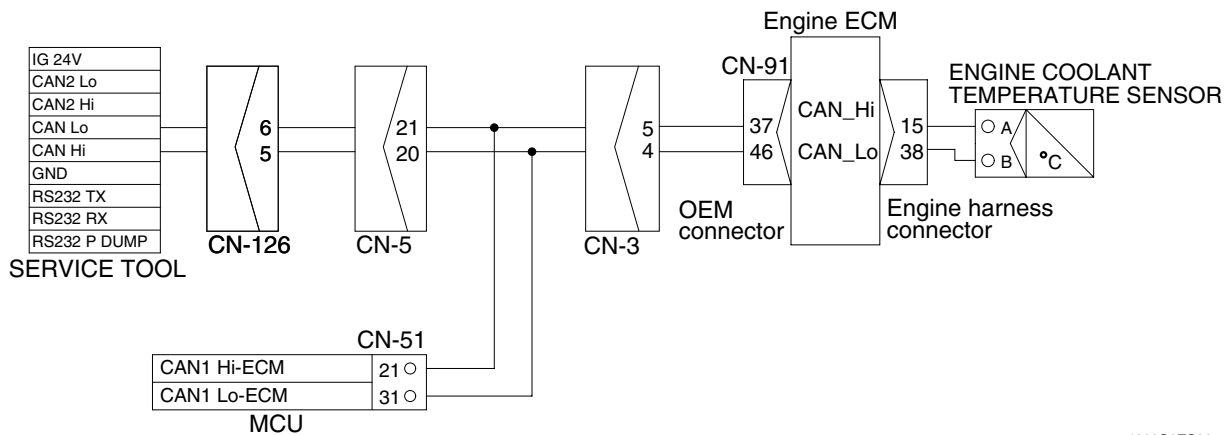 Engine ECM
IG 24V
CAN2 Lo
CAN2 Hi
CAN Lo
CAN Hi
GND
RS232 TX
RS232 RX
RS232 P DUMP
SERVICE TOOL
6
5
CN-126
21
20
CN-5
5
4
CN-3
CN-91
37
46
OEM
connector
CAN_Hi
CAN_Lo
15
38
Engine harness
connector
ENGINE COOLANT
TEMPERATURE SENSOR
A
B
°C
CN-51
CAN1 Hi-ECM 21
CAN1 Lo-ECM 31
MCU